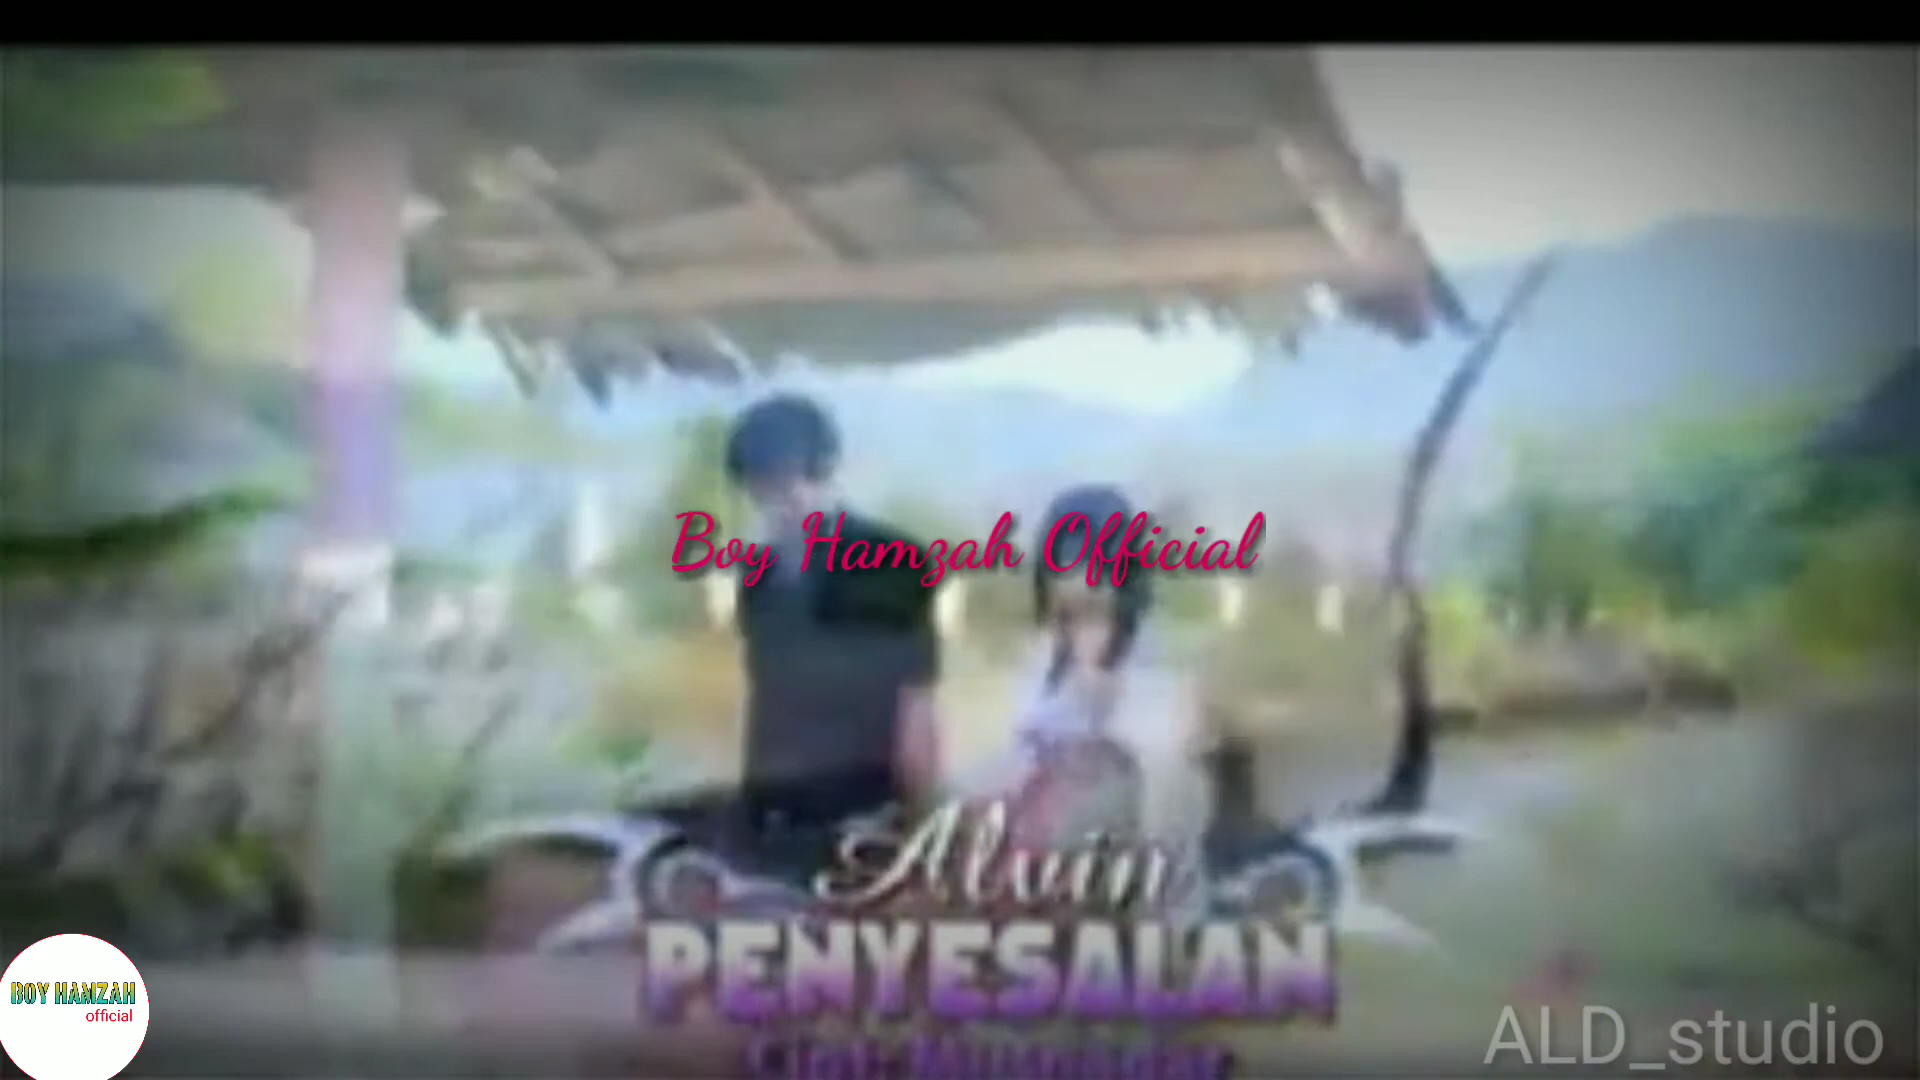 Boy Hamzah Official
Alvin
PENYESALAN
BOY HAMZAH
official
ALD_studio